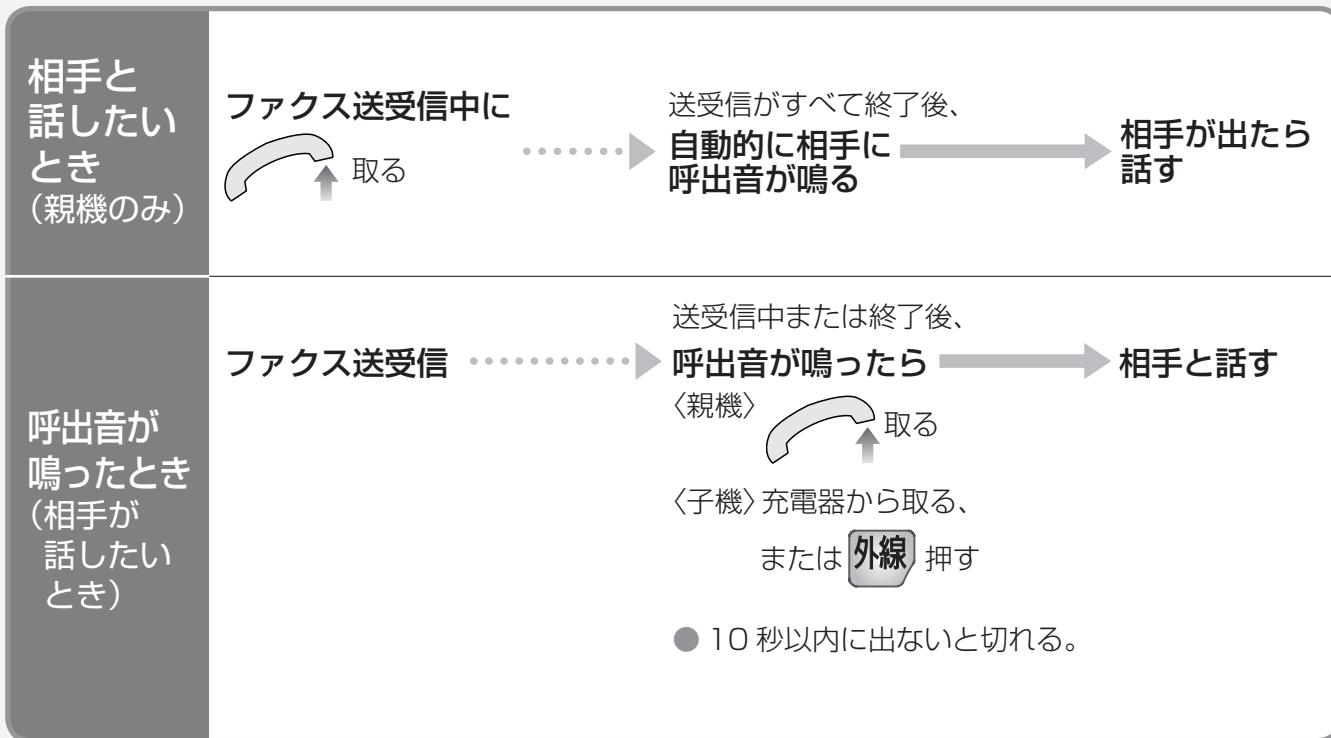 相手と
話したい
とき
（親機のみ）
ファクス送受信中に
取る
送受信がすべて終了後、
自動的に相手に
呼出音が鳴る
相手が出たら
話す
呼出音が
鳴ったとき
（相手が
話したい
とき）
ファクス送受信
送受信中または終了後、
呼出音が鳴ったら
〈親機〉
取る
〈子機〉充電器から取る、
または 外線 押す
● 10 秒以内に出ないと切れる。
相手と話す